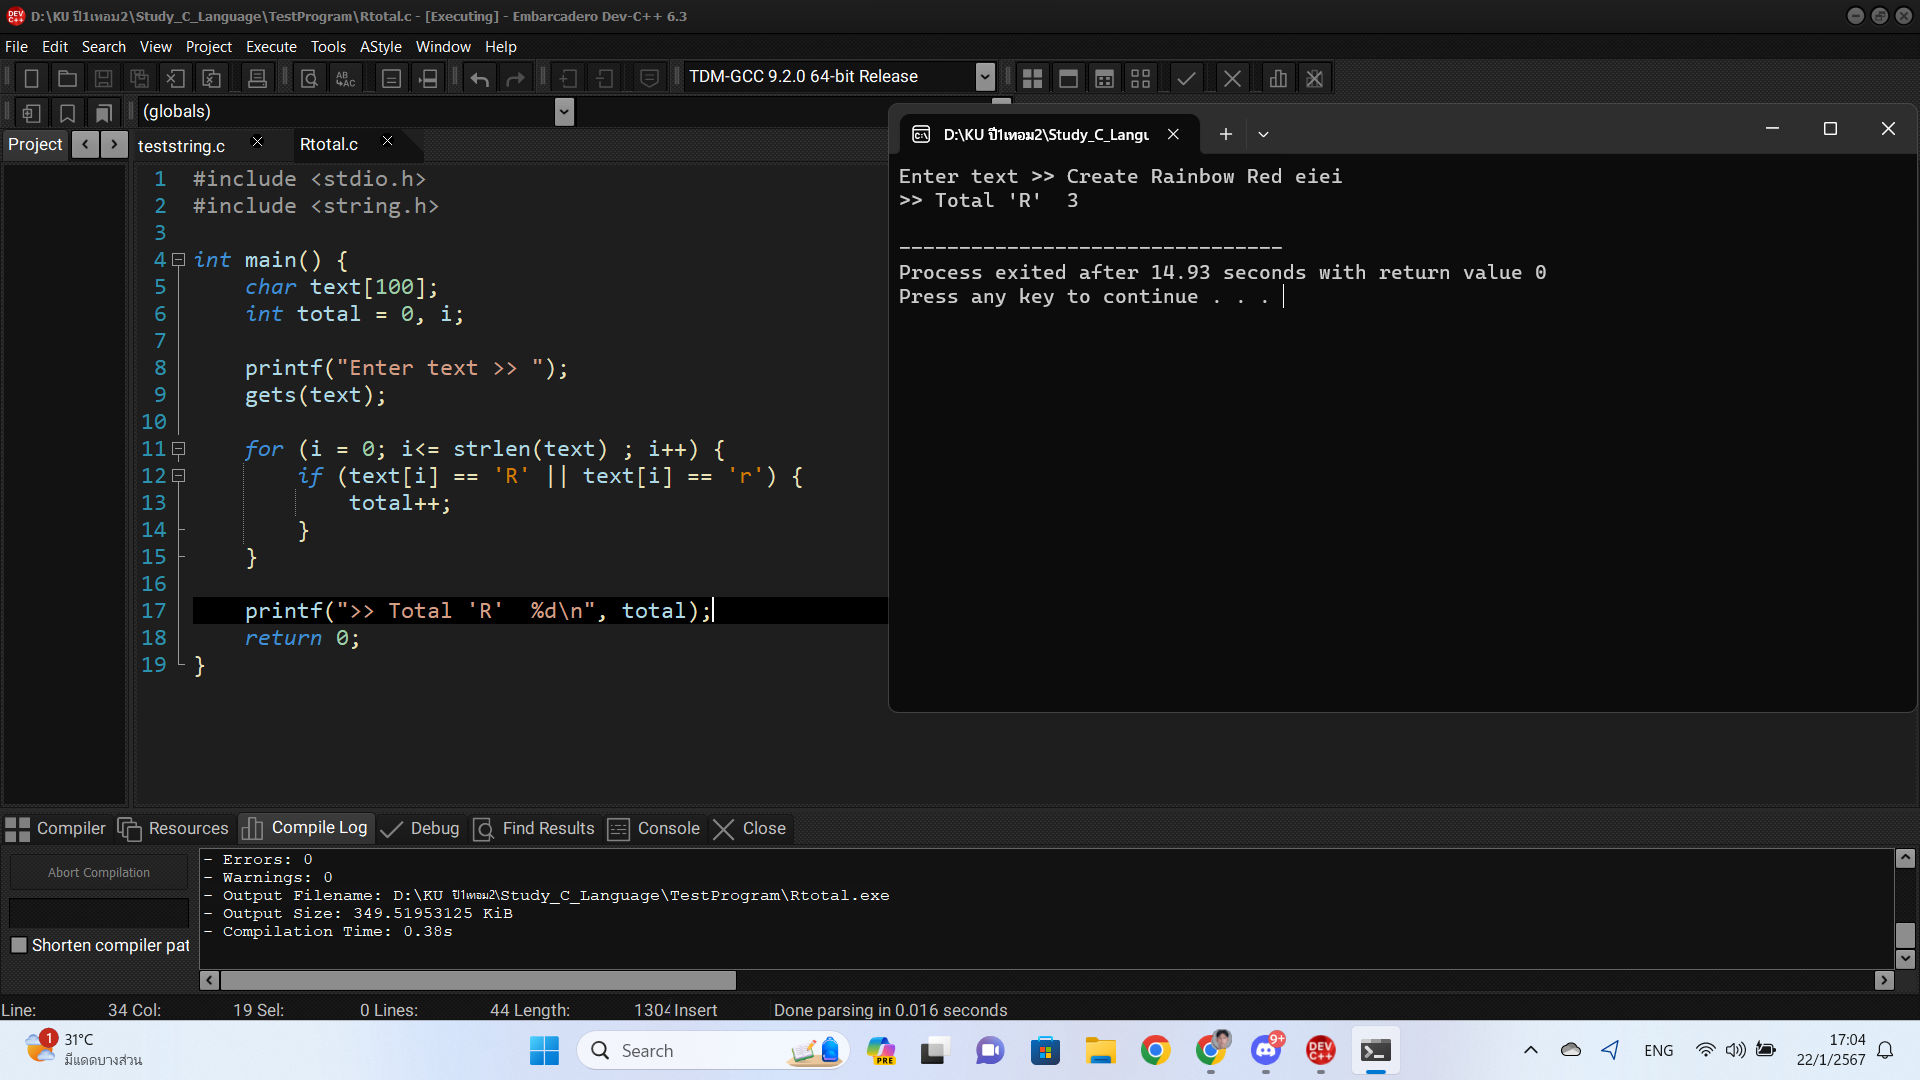 D:\KU ปี1เทอม2\Study_C_Language\TestProgram\Rtotal.c - [Executing] - Embarcadero Dev-C++ 6.3
File Edit Search View Project Execute Tools AStyle Window Help
TDM-GCC 9.2.0 64-bit Release
(globals)
Project
teststring.c
Rtotal.c
1 #include <stdio.h>
2 #include <string.h>
3
4 int main() {
5 char text[100];
6 int total = 0, i;
7
8 printf("Enter text >> ");
9 gets(text);
10
11 for (i = 0; i<= strlen(text) ; i++) {
12 if (text[i] == 'R' || text[i] == 'r') {
13 total++;
14 }
15 }
16
17 printf(">> Total 'R'  %d\n", total);
18 return 0;
19 }
D:\KU ปี1เทอม2\Study_C_Langu
Enter text >> Create Rainbow Red eiei
>> Total 'R'  3
--------------------------------
Process exited after 14.93 seconds with return value 0
Press any key to continue . . .
Compiler Resources Compile Log Debug Find Results Console Close
Abort Compilation
Shorten compiler pat
- Errors: 0
- Warnings: 0
- Output Filename: D:\KU ปี1เทอม2\Study_C_Language\TestProgram\Rtotal.exe
- Output Size: 349.51953125 KiB
- Compilation Time: 0.38s
Line: 34 Col: 19 Sel: 0 Lines: 44 Length: 1304 Insert Done parsing in 0.016 seconds
1
31°C
มีแดดบางส่วน
Search
PRE
9+
DEV C++
ENG
17:04
22/1/2567